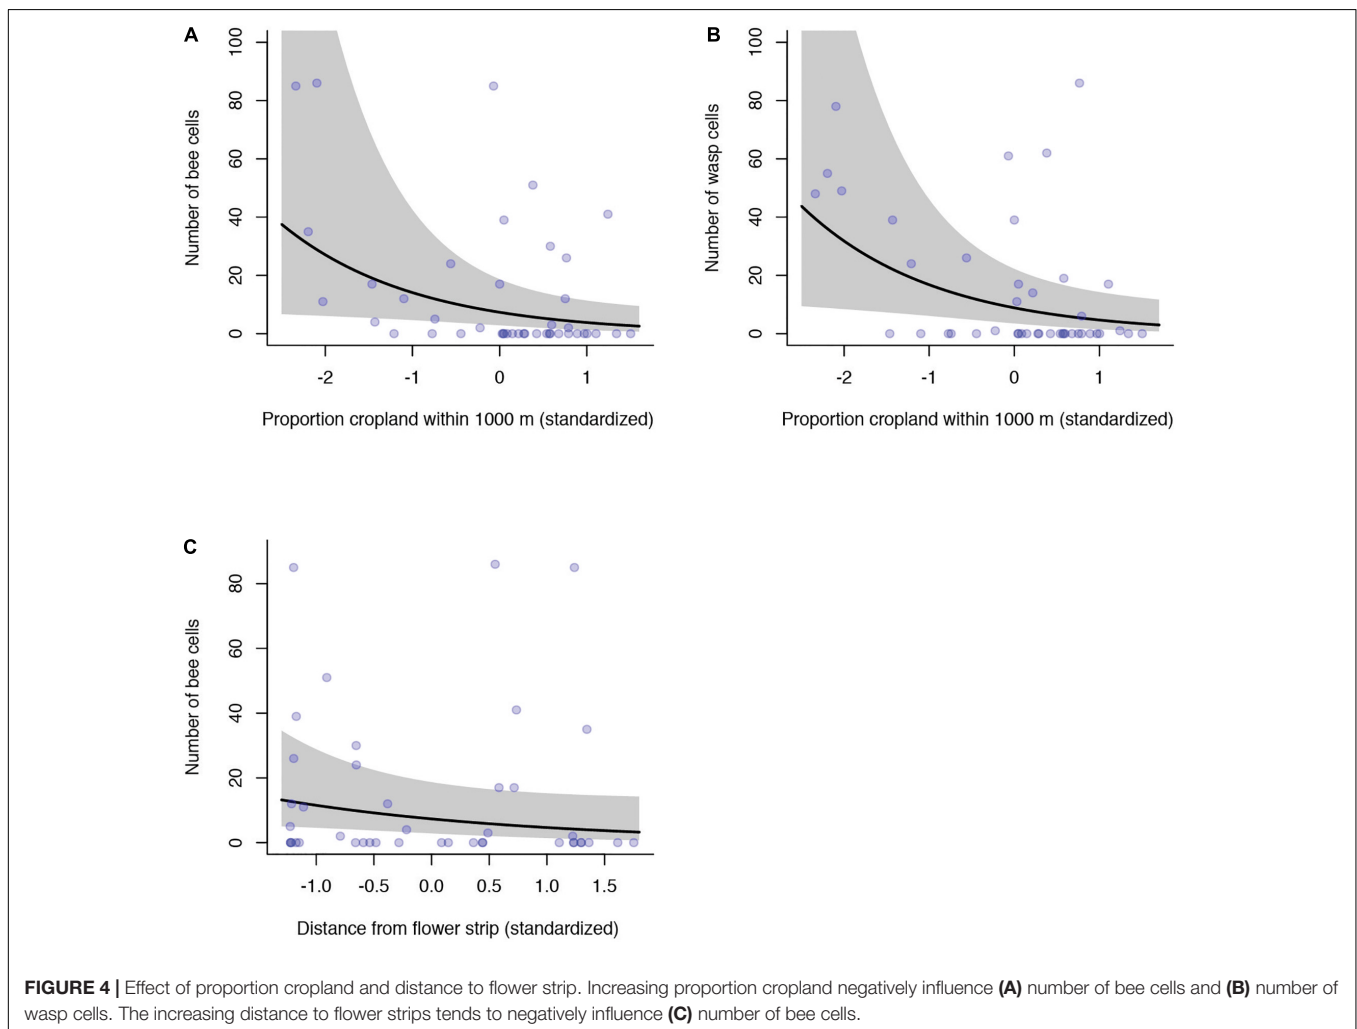 A
Number of bee cells
100
80
60
40
20
0
-2 -1 0 1
Proportion cropland within 1000 m (standardized)
B
Number of wasp cells
100
80
60
40
20
0
-2 -1 0 1
Proportion cropland within 1000 m (standardized)
C
Number of bee cells
80
60
40
20
0
-1.0 -0.5 0.0 0.5 1.0 1.5
Distance from flower strip (standardized)
FIGURE 4 | Effect of proportion cropland and distance to flower strip. Increasing proportion cropland negatively influence (A) number of bee cells and (B) number of
wasp cells. The increasing distance to flower strips tends to negatively influence (C) number of bee cells.